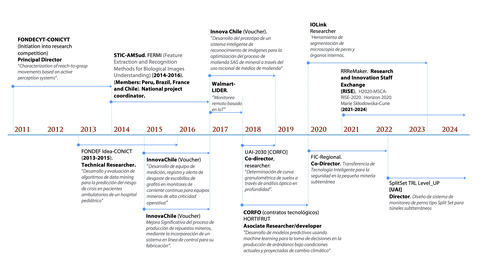 FONDECYT-CONICYT
(Initiation into research
competition)
Principal Director
"Characterization of reach-to-grasp
movements based on active
perception system".
STIC-AMSud. FERMI (Feature
Extraction and Recognition
Methods for Biological Images
Understanding) (2014-2016).
(Members: Peru, Brazil, France
and Chile). National project
coordinator.
Innova Chile (Voucher).
"Desarrollo del prototipo de un
sistema inteligente de
reconocimiento de imágenes para la
optimización del proceso de
molienda SAG de mineral a través del
uso racional de medios de molienda"
Walmart-
LIDER.
"Monitoreo
remoto basado
en IoT"
IOLink
Researcher
"Herramienta de
segmentación de
microscopía de peces y
órganos internos.
RRReMaker. Research
and Innovation Staff
Exchange
(RISE). H2020-MSCA-
RISE-2020. Horizon 2020
Marie Skłodowska-Curie
(2021-2024)
2011 2012 2013 2014 2015 2016 2017 2018 2019 2020 2021 2022 2023 2024
FONDEF Idea-CONICT
(2013-2015).
Technical Researcher.
"Desarrollo y evaluación de
algoritmos de data mining
para la predicción del riesgo
de crisis en pacientes
ambulatorios de un hospital
pediátrico"
InnovaChile (Voucher)
"Desarrollo de equipo de
medición, registro y alerta de
desgaste de escobillas de
grafito en monitores de
corriente continua para equipos
mineros de alta criticidad
operativa"
InnovaChile (Voucher)
Mejora Significativa del proceso de
producción de repuestos mineros,
mediante la incorporación de un
sistema en línea de control para su
fabricación".
UAI-2030 (CORFO)
Co-director,
researcher:
"Determinación de curva
granulométrica de suelos a
través de análisis óptico en
profundidad".
CORFO (contratos tecnológicos)
HORTIFRUT
Asociate Researcher/developer
"Desarrollo de modelos predictivos usando
machine learning para la toma de decisiones en la
producción de arándanos bajo condiciones
actuales y proyectadas de cambio climático"
FIC-Regional.
Co-Director. Transferencia de
Tecnología Inteligente para la
seguridad en la pequeña minería
subterránea
SplitSet TRL Level_UP
(UAI)
Director. Diseño de sistema de
monitoreo de perno tipo Split Set para
túneles subterráneos